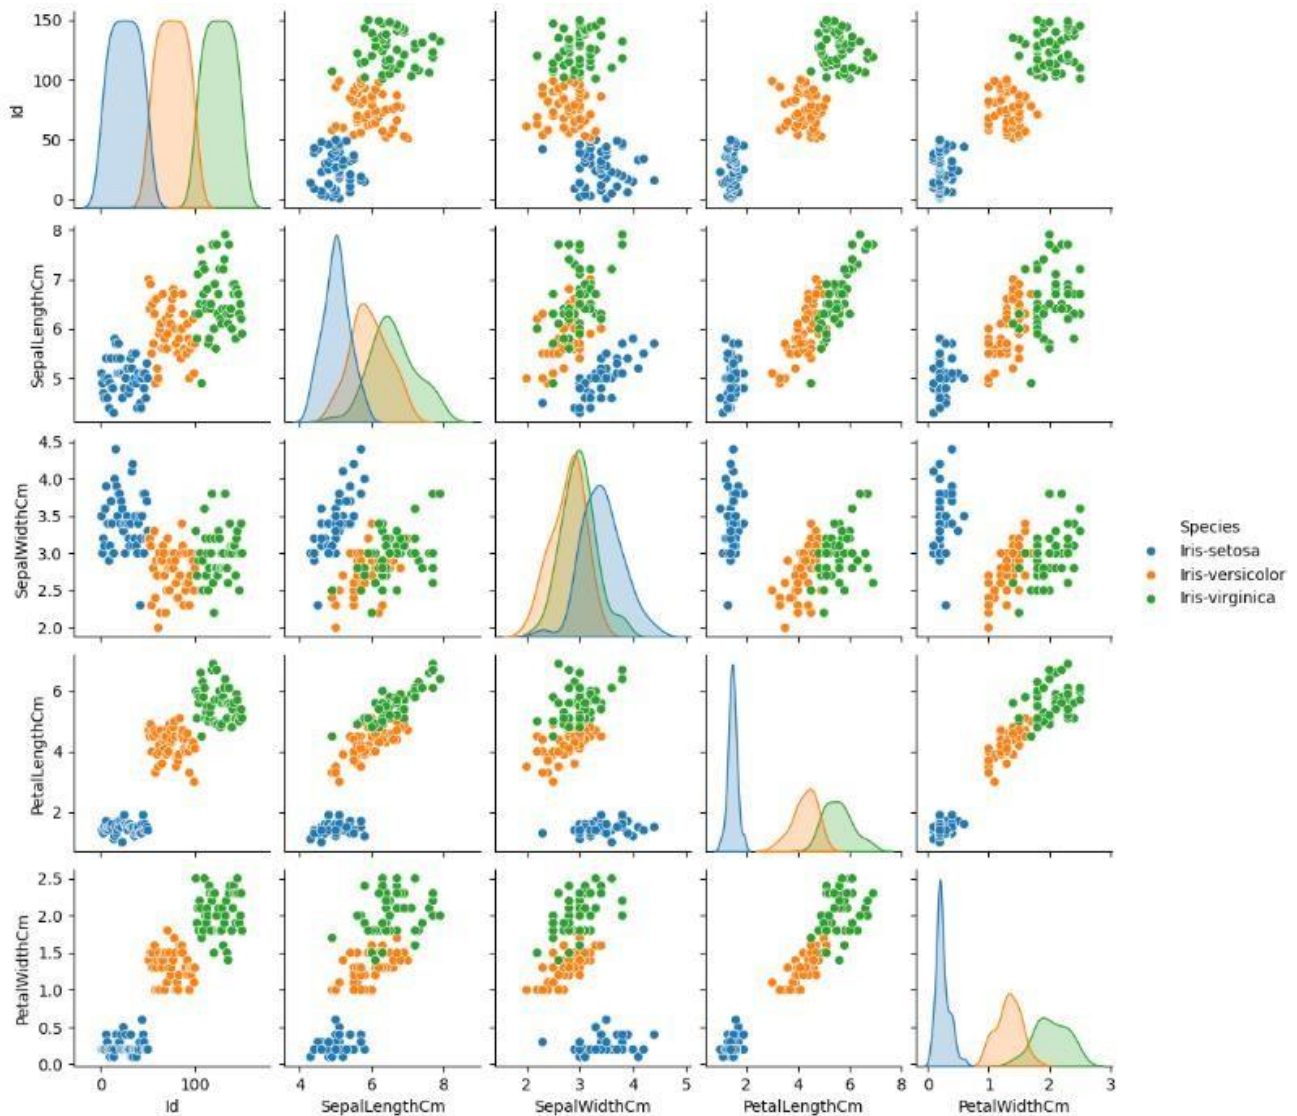 150
100
50
0
Id
8
7
6
5
SepalLengthCm
4.5
4.0
3.5
3.0
2.5
2.0
SepalWidthCm
6
4
2
PetalLengthCm
2.5
2.0
1.5
1.0
0.5
0.0
PetalWidthCm
0 100
Id
4 6 8
SepalLengthCm
2 3 4 5
SepalWidthCm
2 4 6 8
PetalLengthCm
0 1 2 3
PetalWidthCm
Species
Iris-setosa
Iris-versicolor
Iris-virginica